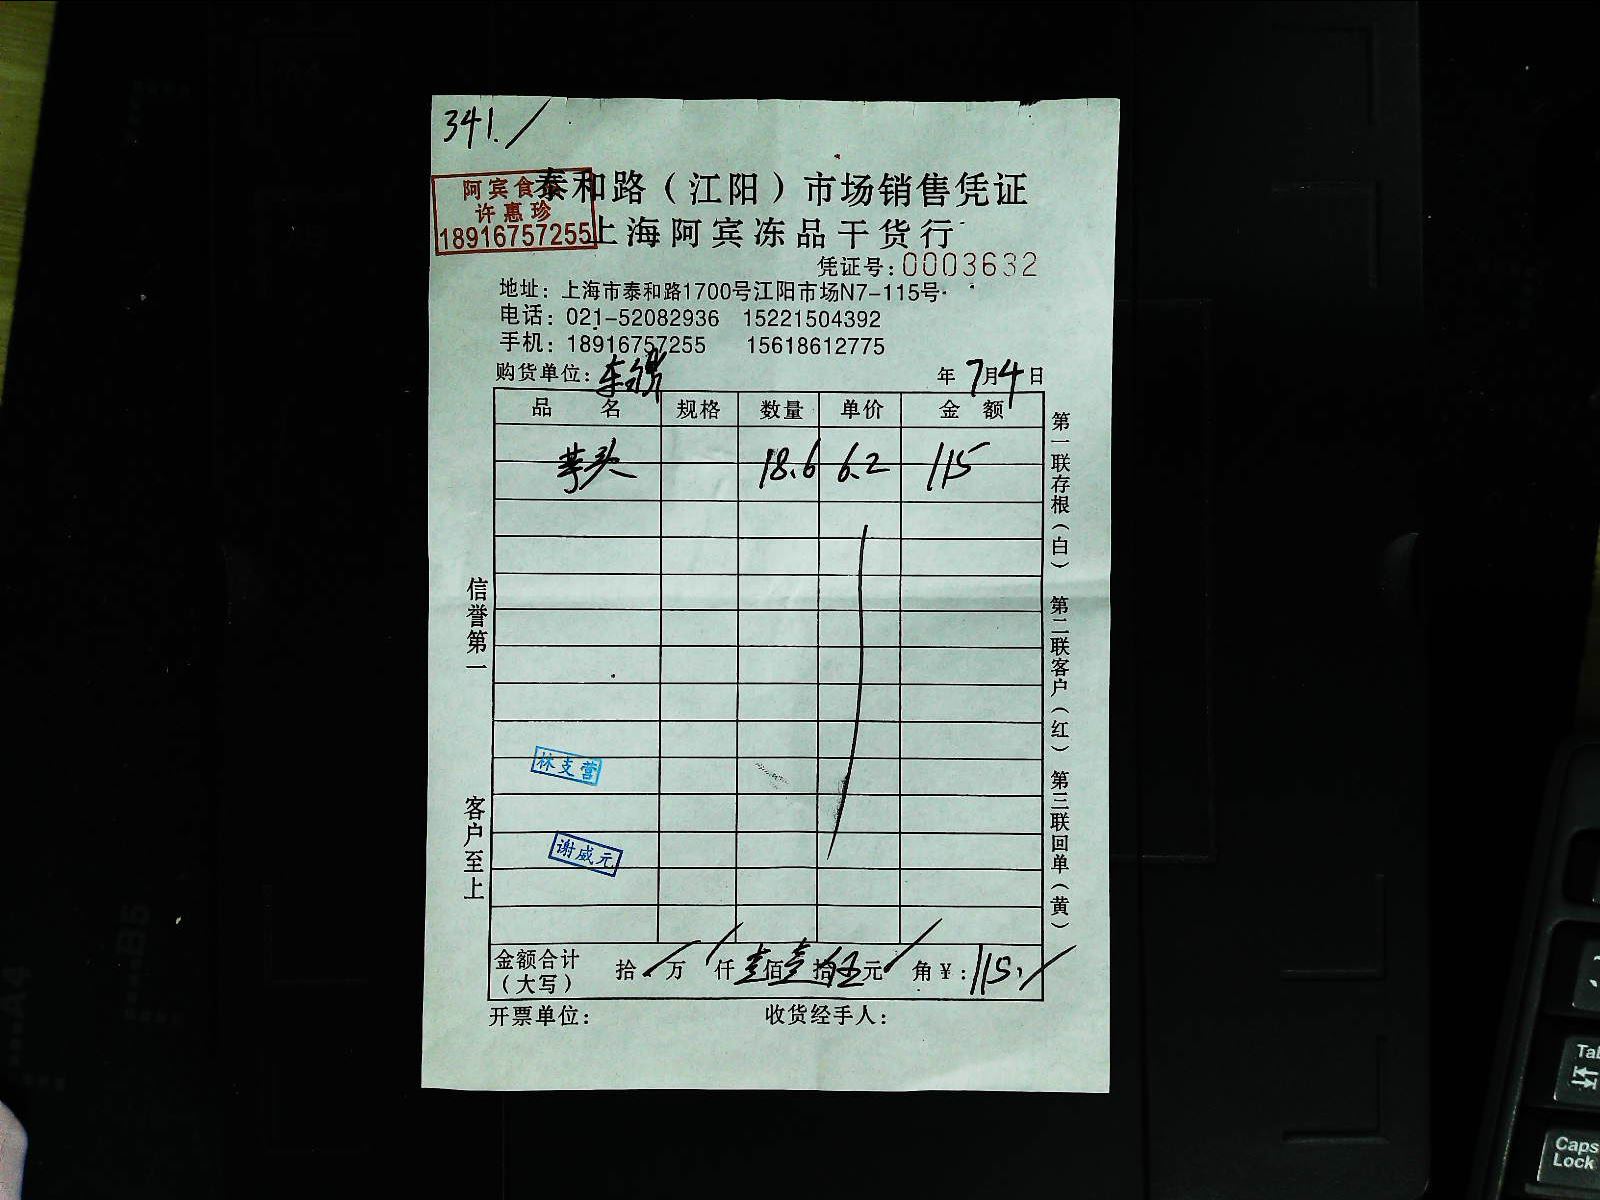 341.
阿宾食
许惠珍
18916757255
泰和路（江阳）市场销售凭证
上海阿宾冻品干货行
凭证号：0003632
地址：上海市泰和路1700号江阳市场N7-115号
电话：021-52082936 15221504392
手机：18916757255 15618612775
购货单位： 年7月4日
品名 规格 数量 单价 金额
芋头 18.6 6.2 115
信誉第一 客户至上
第一联存根（白） 第二联客户（红） 第三联回单（黄）
林支营
谢威元
金额合计（大写） 拾 万 仟 壹佰壹拾伍元 角 ¥：115.
开票单位： 收货经手人：